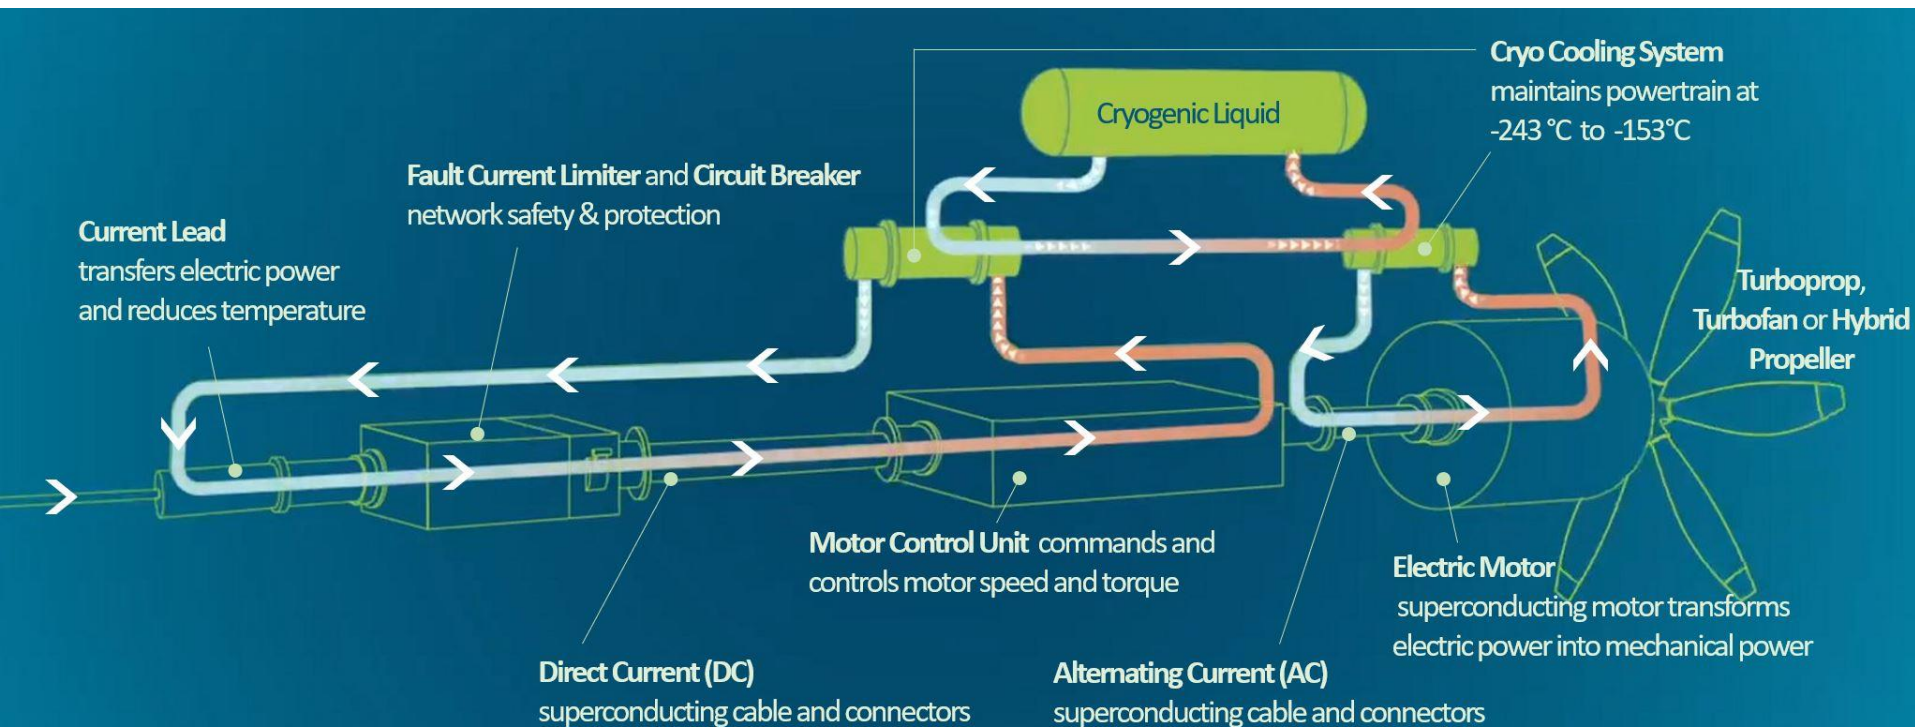 Cryo Cooling System
maintains powertrain at
-243 °C to -153°C
Cryogenic Liquid
Fault Current Limiter and Circuit Breaker
network safety & protection
Current Lead
transfers electric power
and reduces temperature
Turboprop,
Turbofan or Hybrid
Propeller
Motor Control Unit commands and
controls motor speed and torque
Electric Motor
superconducting motor transforms
electric power into mechanical power
Direct Current (DC)
superconducting cable and connectors
Alternating Current (AC)
superconducting cable and connectors